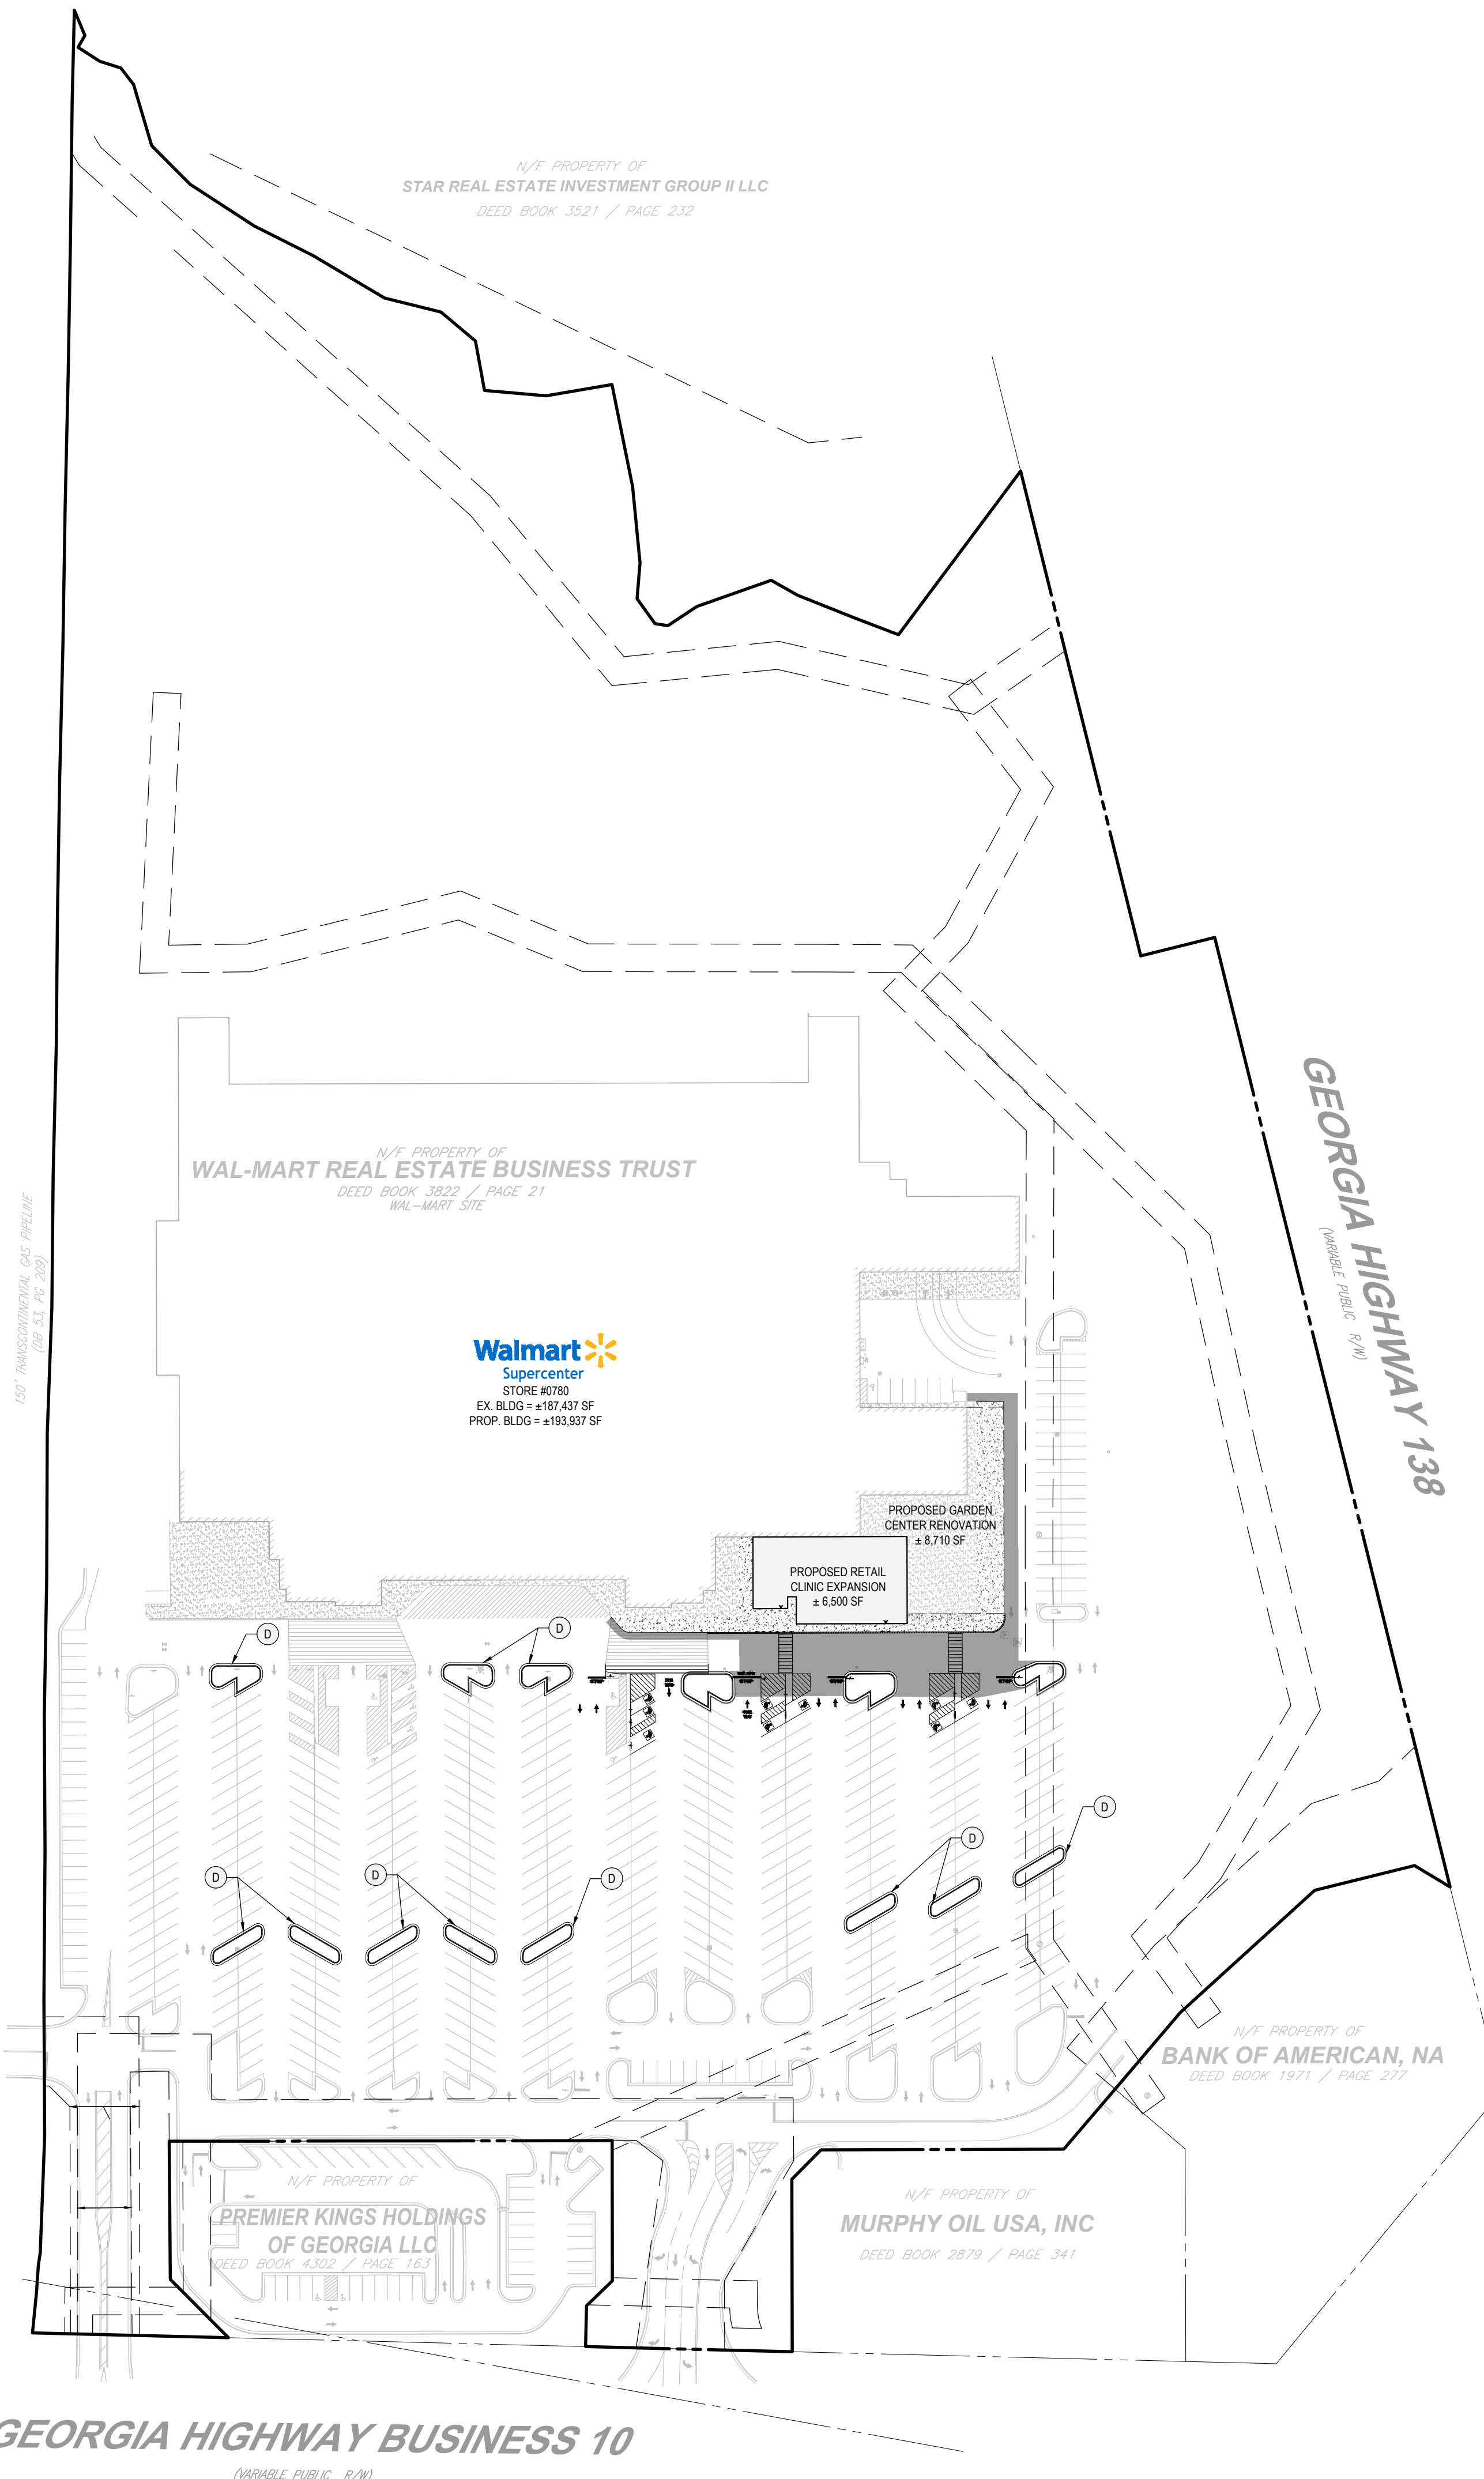 N/F PROPERTY OF
STAR REAL ESTATE INVESTMENT GROUP II LLC
DEED BOOK 3521 / PAGE 232
GEORGIA HIGHWAY 138
(VARIABLE PUBLIC R/W)
N/F PROPERTY OF
WAL-MART REAL ESTATE BUSINESS TRUST
DEED BOOK 3822 / PAGE 21
WAL-MART SITE
150' TRANSCONTINENTAL GAS PIPELINE
(DB 53, PG 209)
Walmart
Supercenter
STORE #0780
EX. BLDG = ±187,437 SF
PROP. BLDG = ±193,937 SF
PROPOSED GARDEN
CENTER RENOVATION
± 8,710 SF
PROPOSED RETAIL
CLINIC EXPANSION
± 6,500 SF
D
D
D
D
D
D
D
D
N/F PROPERTY OF
BANK OF AMERICAN, NA
DEED BOOK 1971 / PAGE 277
N/F PROPERTY OF
PREMIER KINGS HOLDINGS
OF GEORGIA LLC
DEED BOOK 4302 / PAGE 163
N/F PROPERTY OF
MURPHY OIL USA, INC
DEED BOOK 2879 / PAGE 341
GEORGIA HIGHWAY BUSINESS 10
(VARIABLE PUBLIC R/W)